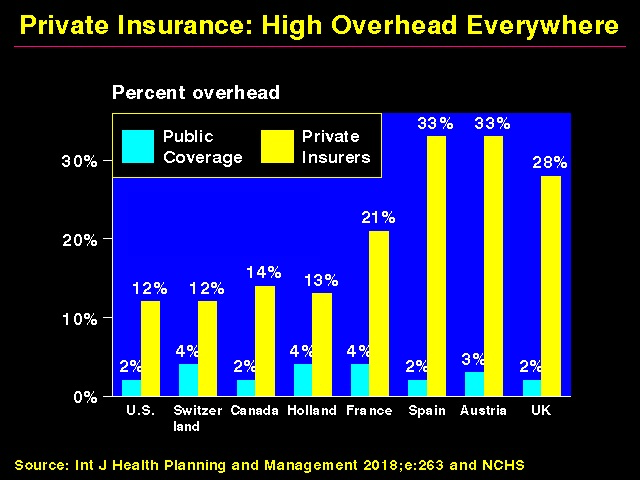 Private Insurance: High Overhead Everywhere
Percent overhead
Public
Coverage
Private
Insurers
33%
33%
30%
28%
21%
20%
12%
12%
14%
13%
10%
2%
4%
2%
4%
4%
2%
3%
2%
0%
U.S.
Switzer
land
Canada
Holland
France
Spain
Austria
UK
Source: Int J Health Planning and Management 2018;e:263 and NCHS